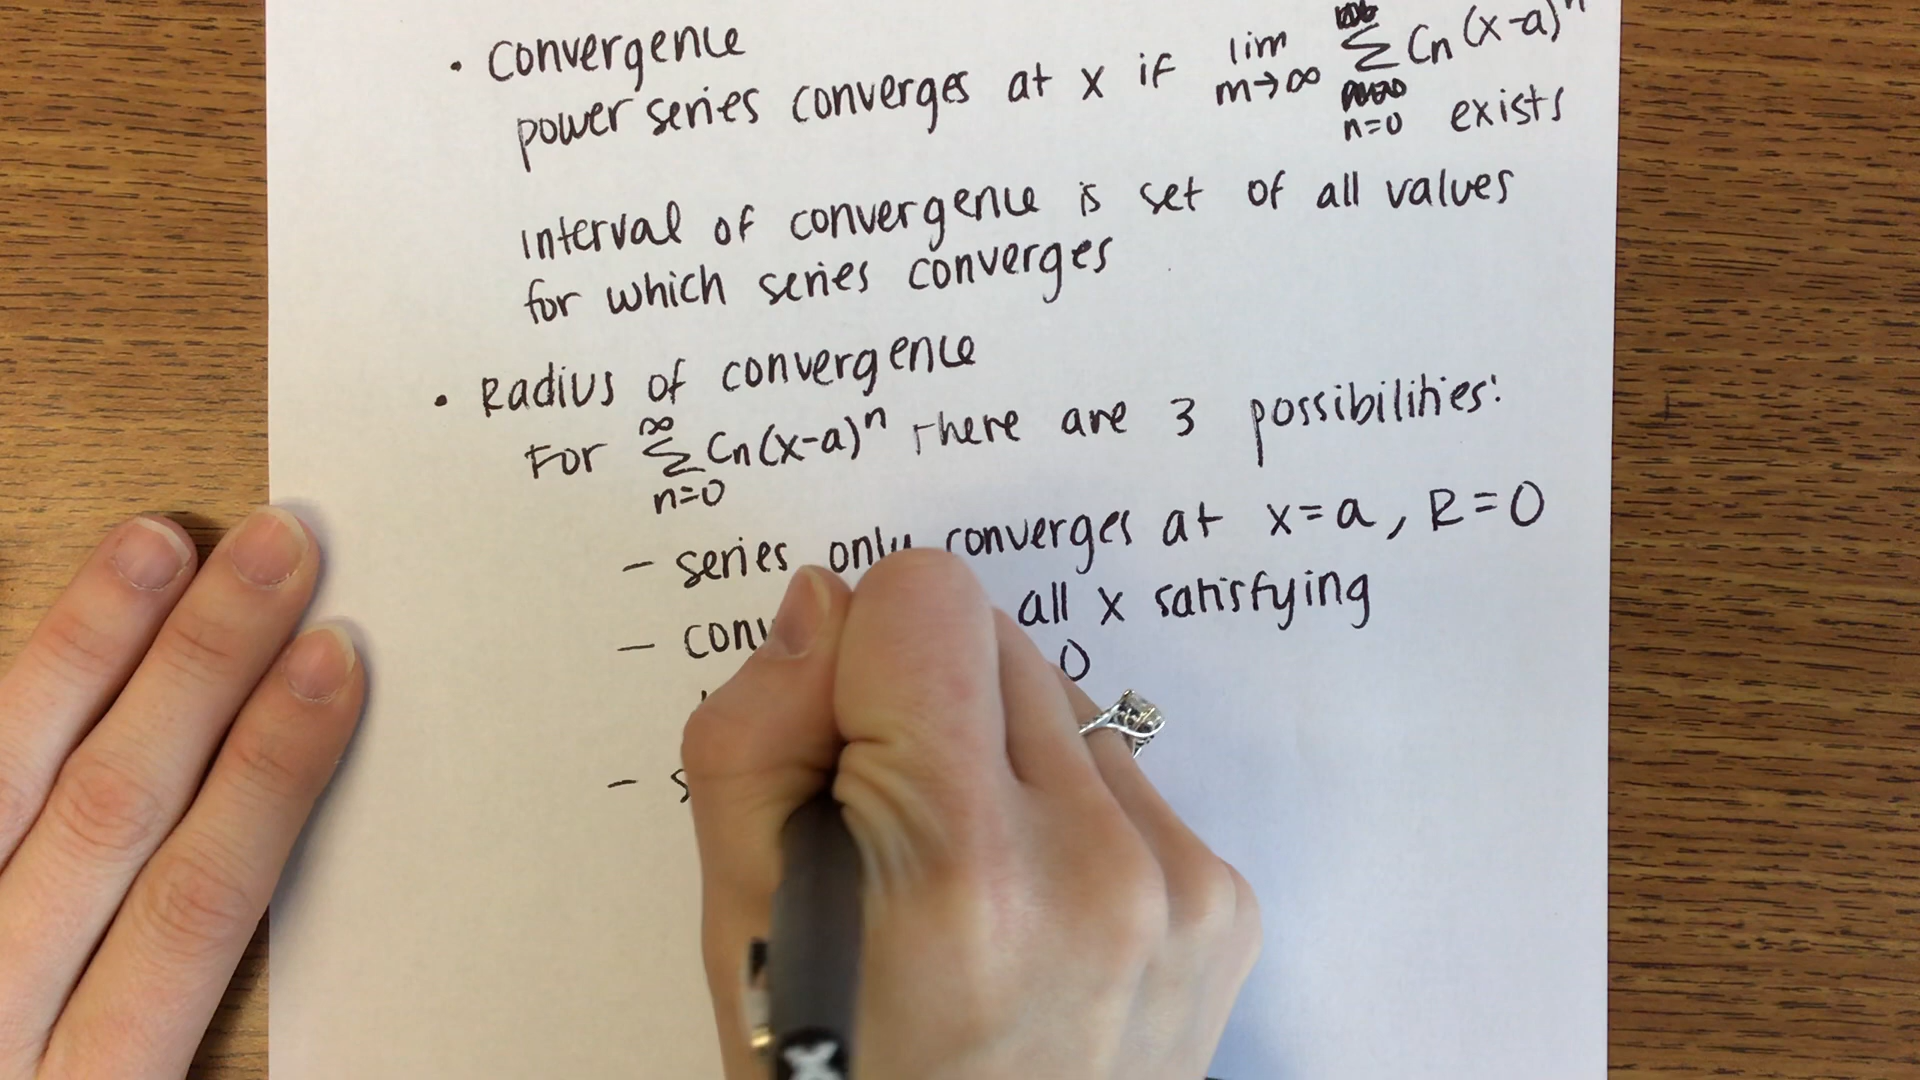 • Convergence
power series converges at x if lim m→∞ Σ n=0 Cn(x-a)^n exists
interval of convergence is set of all values
for which series converges
• Radius of convergence
For ∞ Σ n=0 Cn(x-a)^n there are 3 possibilities:
- series only converges at x=a, R=0
- all x satisfying
0
-